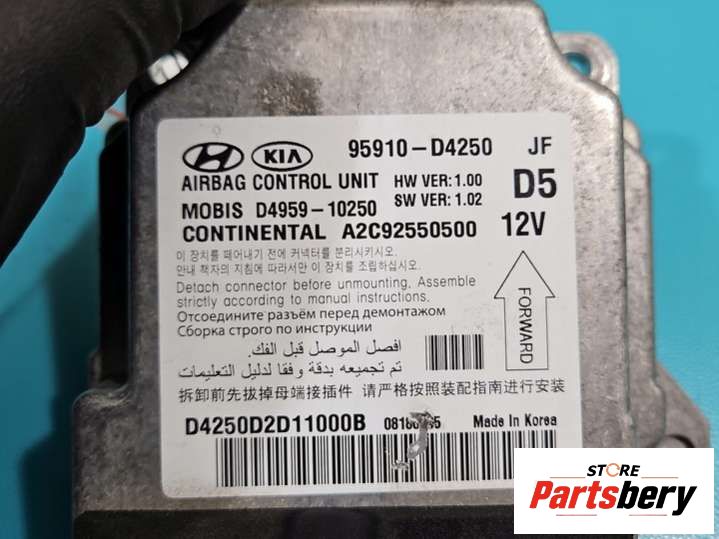 HYUNDAI KIA 95910-D4250 JF
AIRBAG CONTROL UNIT HW VER: 1.00 D5
MOBIS D4959-10250 SW VER: 1.02
CONTINENTAL A2C92550500 12V
이 장치를 떼어내기 전에 커넥터를 분리시키시오.
안내 책자의 지침에 따라서만 이 장치를 조립하십시오.
Detach connector before unmounting. Assemble
strictly according to manual instructions.
Отсоедините разъём перед демонтажом
Сборка строго по инструкции
افصل الموصل قبل الفك.
تم تجميعه بدقة وفقا لدليل التعليمات
拆卸前先拔掉母端接插件 请严格按照装配指南进行安装
FORWARD
D4250D2D11000B Made In Korea
STORE
Partsbery